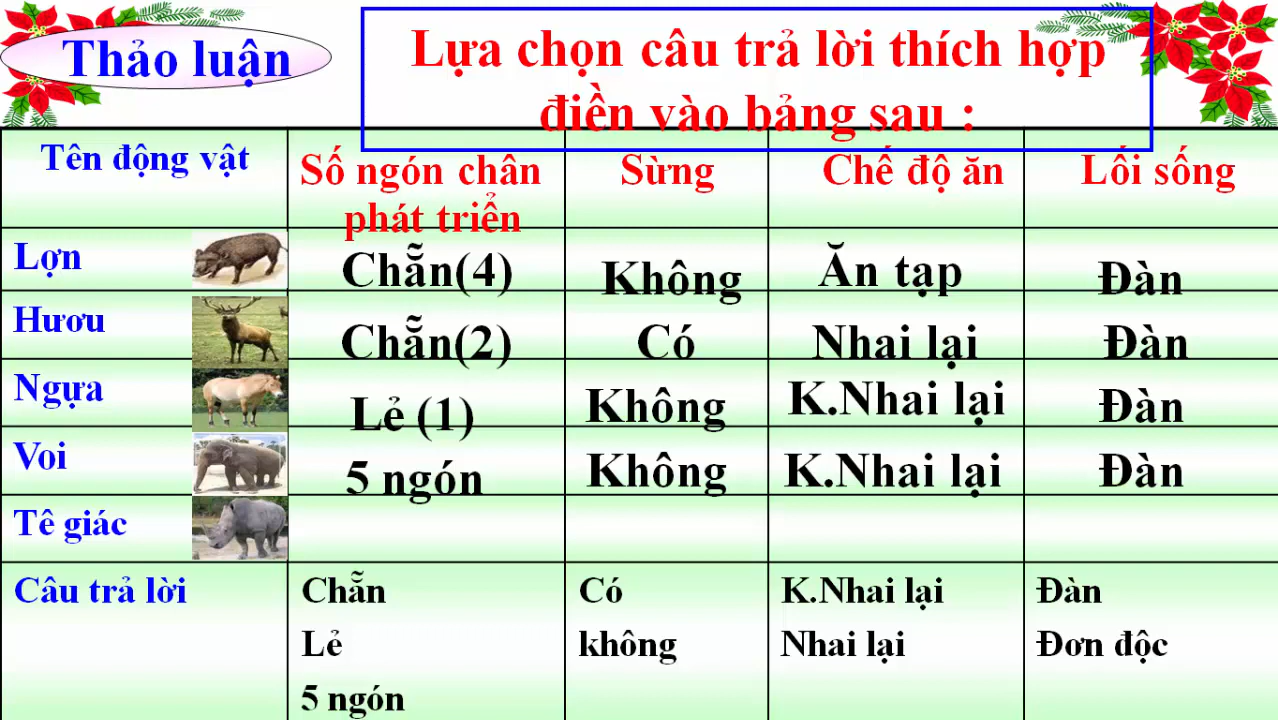 Thảo luận
Lựa chọn câu trả lời thích hợp
điền vào bảng sau :
Tên động vật
Số ngón chân
phát triển
Sừng
Chế độ ăn
Lối sống
Lợn
Chẵn(4)
Không
Ăn tạp
Đàn
Hươu
Chẵn(2)
Có
Nhai lại
Đàn
Ngựa
Lẻ (1)
Không
K.Nhai lại
Đàn
Voi
5 ngón
Không
K.Nhai lại
Đàn
Tê giác
Câu trả lời
Chẵn
Lẻ
5 ngón
Có
không
K.Nhai lại
Nhai lại
Đàn
Đơn độc